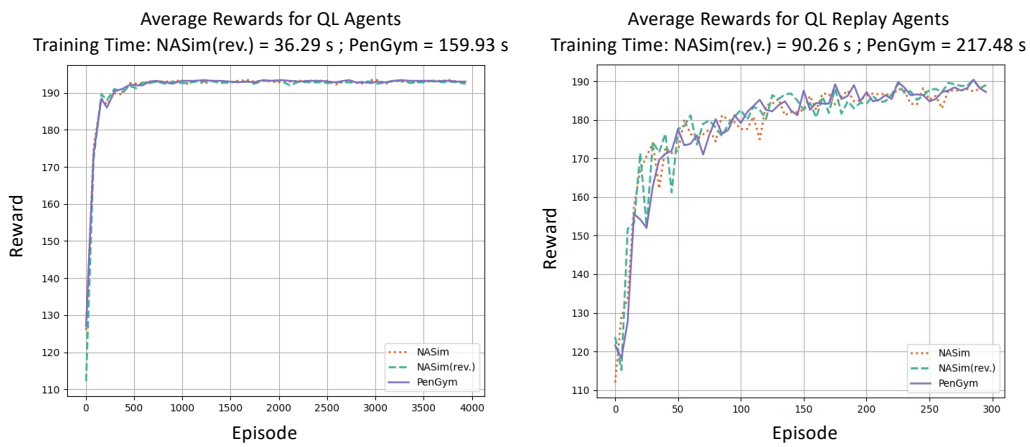 Average Rewards for QL Agents
Training Time: NASim(rev.) = 36.29 s ; PenGym = 159.93 s
190
180
170
160
150
140
130
120
110
Reward
0
500
1000
1500
2000
2500
3000
3500
4000
Episode
NASim
NASim(rev.)
PenGym
Average Rewards for QL Replay Agents
Training Time: NASim(rev.) = 90.26 s ; PenGym = 217.48 s
190
180
170
160
150
140
130
120
110
Reward
0
50
100
150
200
250
300
Episode
NASim
NASim(rev.)
PenGym